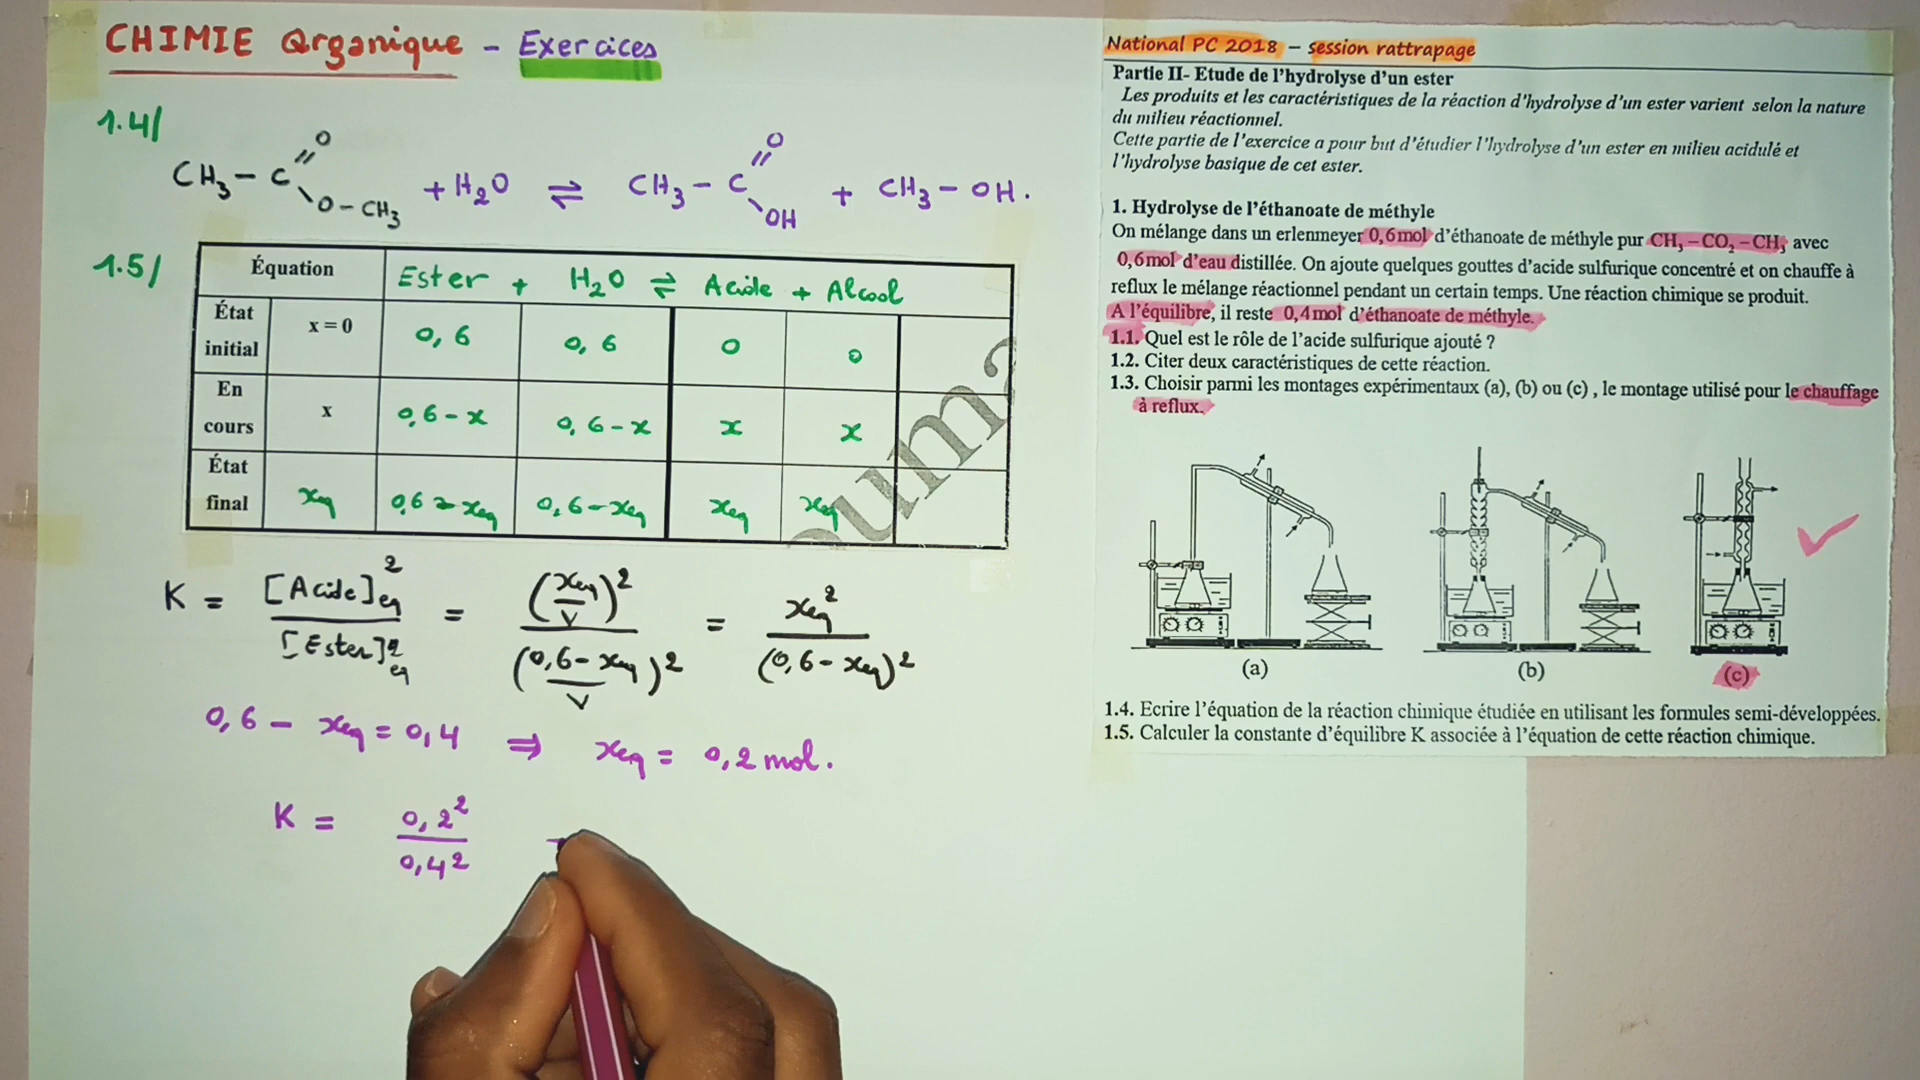 CHIMIE Organique - Exercices
1.4/
CH3 - C
O
O - CH3
+ H2O ⇌ CH3 - C
O
OH
+ CH3 - OH.
1.5/
Équation
Ester + H2O ⇌ Acide + Alcool
État initial x = 0 0,6 0,6 0 0
En cours x 0,6 - x 0,6 - x x x
État final xeq 0,6 - xeq 0,6 - xeq xeq xeq
K = [Acide]²eq / [Ester]²eq = (xeq/V)² / (0,6 - xeq/V)² = xeq² / (0,6 - xeq)²
0,6 - xeq = 0,4 ⇒ xeq = 0,2 mol.
K = 0,2² / 0,4²
National PC 2018 – session rattrapage
Partie II- Etude de l'hydrolyse d'un ester
Les produits et les caractéristiques de la réaction d'hydrolyse d'un ester varient selon la nature
du milieu réactionnel.
Cette partie de l'exercice a pour but d'étudier l'hydrolyse d'un ester en milieu acidulé et
l'hydrolyse basique de cet ester.
1. Hydrolyse de l'éthanoate de méthyle
On mélange dans un erlenmeyer 0,6mol d'éthanoate de méthyle pur CH3 – CO2 – CH3 avec
0,6mol d'eau distillée. On ajoute quelques gouttes d'acide sulfurique concentré et on chauffe à
reflux le mélange réactionnel pendant un certain temps. Une réaction chimique se produit.
A l'équilibre, il reste 0,4mol d'éthanoate de méthyle.
1.1. Quel est le rôle de l'acide sulfurique ajouté ?
1.2. Citer deux caractéristiques de cette réaction.
1.3. Choisir parmi les montages expérimentaux (a), (b) ou (c) , le montage utilisé pour le chauffage
à reflux.
(a) (b) (c)
1.4. Ecrire l'équation de la réaction chimique étudiée en utilisant les formules semi-développées.
1.5. Calculer la constante d'équilibre K associée à l'équation de cette réaction chimique.